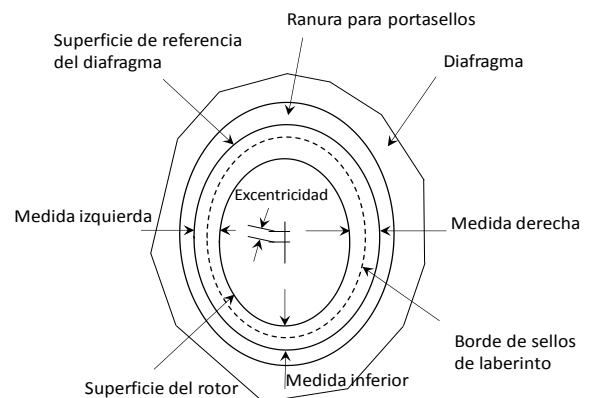 Ranura para portasellos
Superficie de referencia
del diafragma
Diafragma
Excentricidad
Medida izquierda
Medida derecha
Borde de sellos
de laberinto
Medida inferior
Superficie del rotor